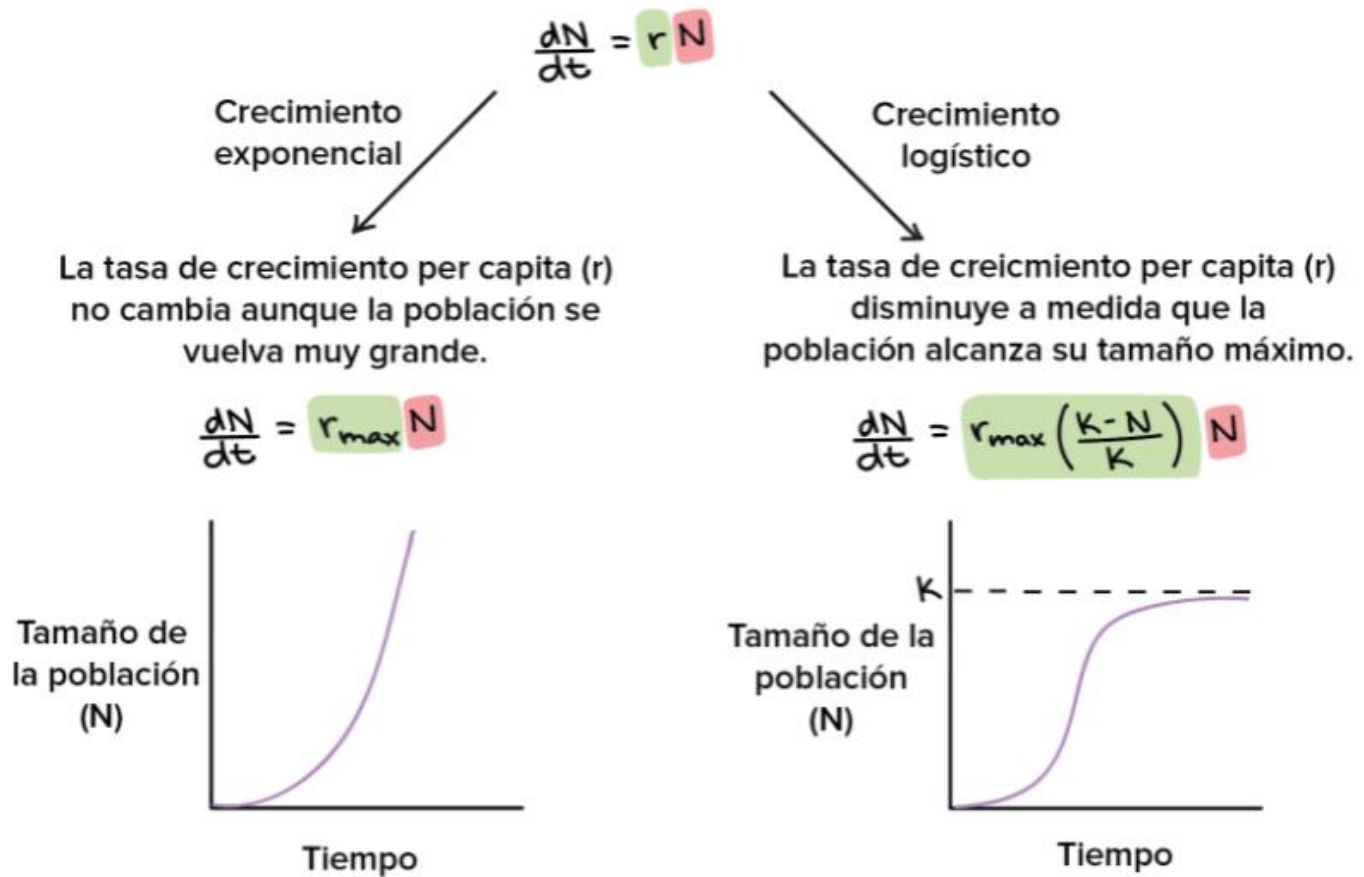 dN/dt = r N
Crecimiento
exponencial
Crecimiento
logístico
La tasa de crecimiento per capita (r)
no cambia aunque la población se
vuelva muy grande.
dN/dt = r_max N
La tasa de creicmiento per capita (r)
disminuye a medida que la
población alcanza su tamaño máximo.
dN/dt = r_max ((K-N)/K) N
Tamaño de
la población
(N)
Tiempo
K
Tamaño de la
población
(N)
Tiempo